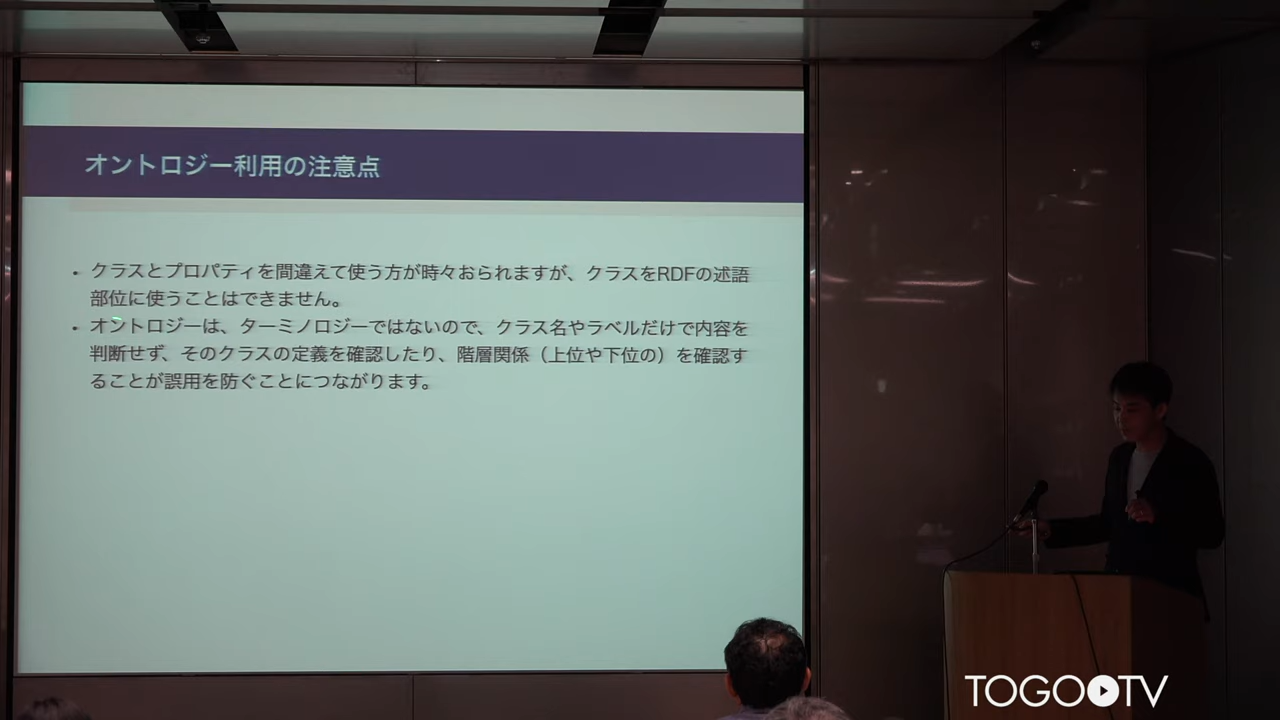 オントロジー利用の注意点
・クラスとプロパティを間違えて使う方が時々おられますが、クラスをRDFの述語
部位に使うことはできません。
・オントロジーは、ターミノロジーではないので、クラス名やラベルだけで内容を
判断せず、そのクラスの定義を確認したり、階層関係（上位や下位の）を確認す
ることが誤用を防ぐことにつながります。
TOGOTV